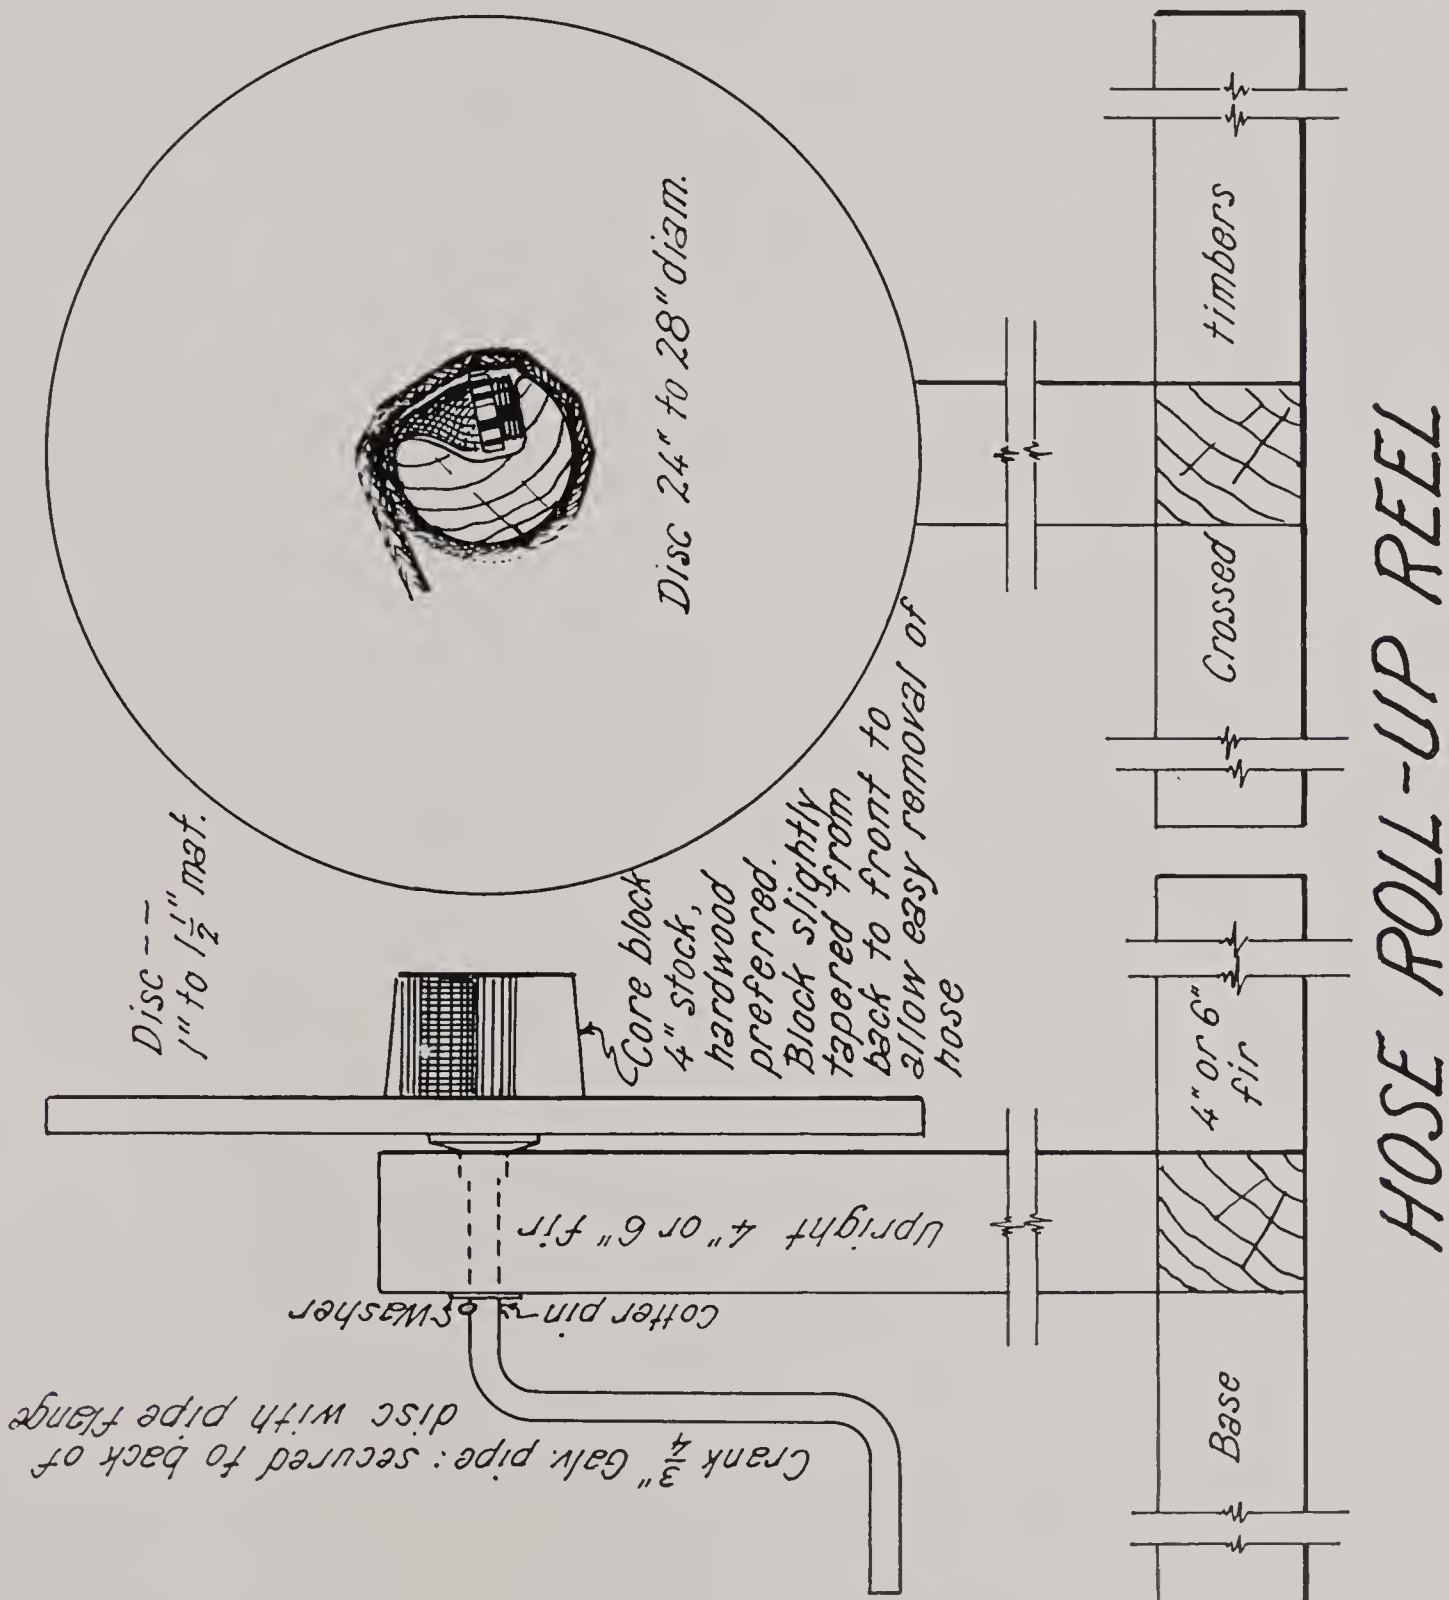 Disc ---
1" to 1 1/2" mat.
Disc 24" to 28" diam.
Core block
4" stock,
hardwood
preferred.
Block slightly
tapered from
back to front to
allow easy removal of
hose
Upright 4" or 6" fir
Washer
Cotter pin
Crank 3/4" Galv. pipe: secured to back of
disc with pipe flange
Base
4" or 6"
fir
Crossed
timbers
HOSE ROLL-UP REEL